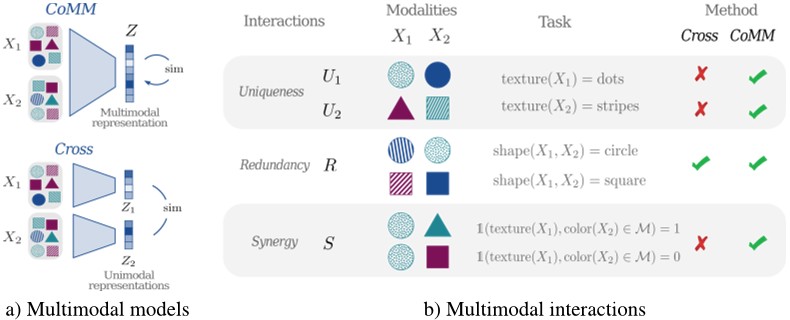 CoMM
X1
X2
Z
sim
Multimodal
representation
Cross
X1
X2
Z1
Z2
sim
Unimodal
representations
a) Multimodal models
Interactions
Modalities
X1 X2
Task
Method
Cross CoMM
Uniqueness
U1
texture(X1) = dots
✗ ✓
U2
texture(X2) = stripes
✗ ✓
Redundancy R
shape(X1, X2) = circle
shape(X1, X2) = square
✓ ✓
Synergy S
𝟙(texture(X1), color(X2) ∈ ℳ) = 1
𝟙(texture(X1), color(X2) ∈ ℳ) = 0
✗ ✓
b) Multimodal interactions